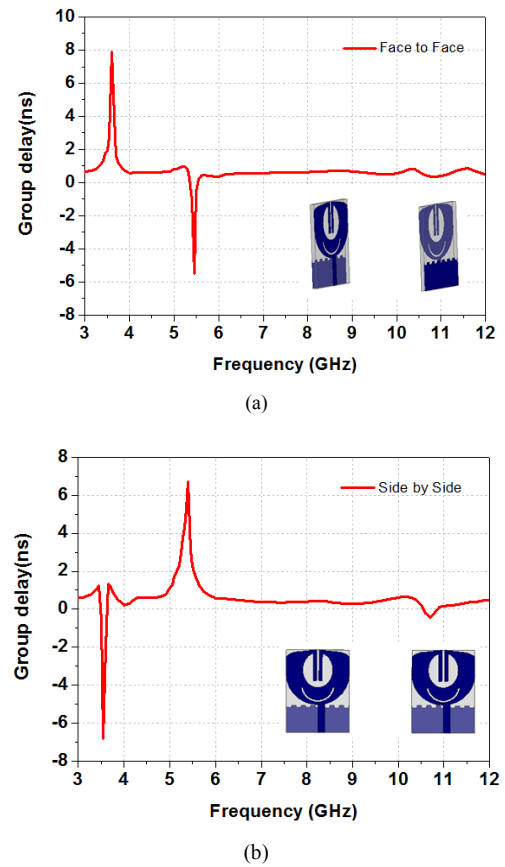 10
8
6
4
2
0
-2
-4
-6
-8
Group delay(ns)
Face to Face
3 4 5 6 7 8 9 10 11 12
Frequency (GHz)
(a)
8
6
4
2
0
-2
-4
-6
-8
Group delay(ns)
Side by Side
3 4 5 6 7 8 9 10 11 12
Frequency (GHz)
(b)